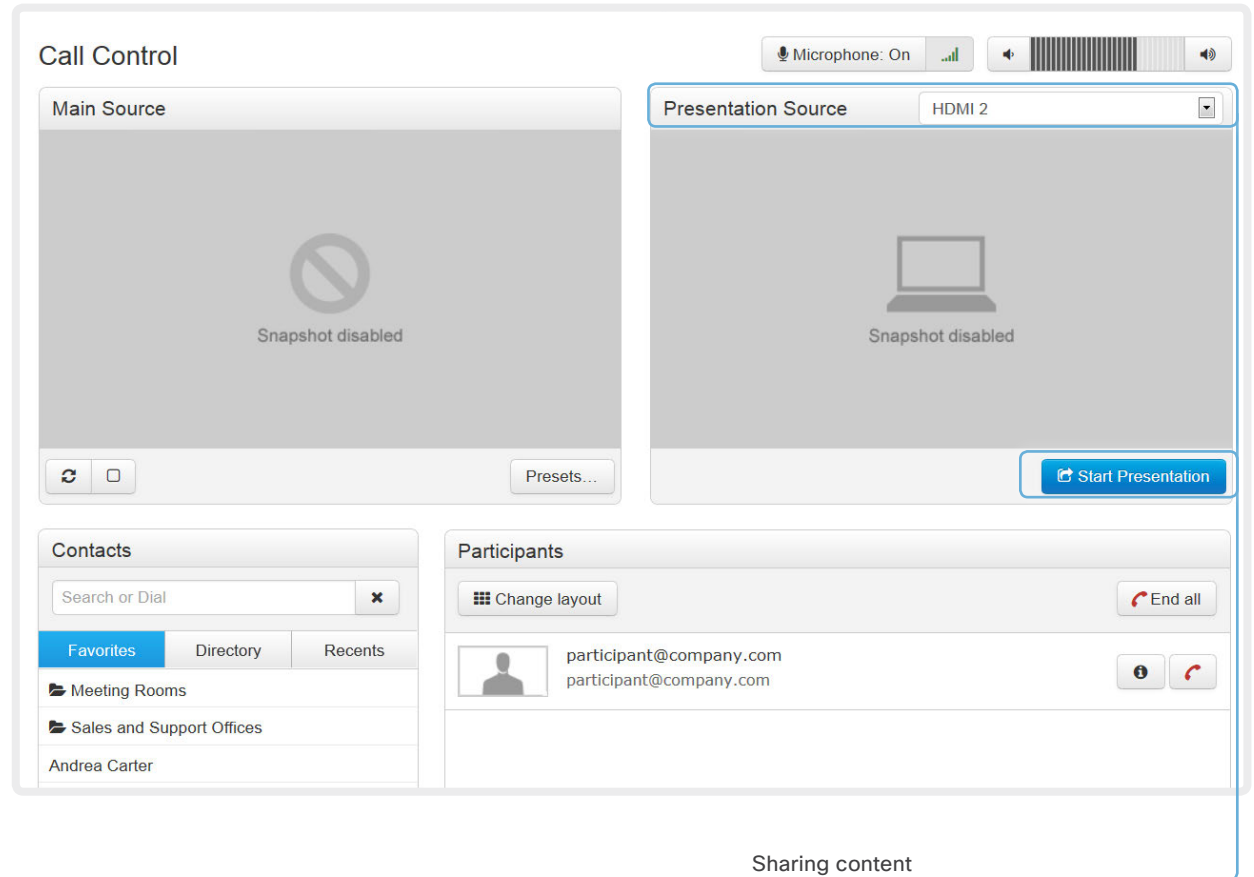 Call Control
Microphone: On
Main Source
Presentation Source
HDMI 2
Snapshot disabled
Snapshot disabled
Presets...
Start Presentation
Contacts
Participants
Search or Dial
Change layout
End all
Favorites Directory Recents
participant@company.com
participant@company.com
Meeting Rooms
Sales and Support Offices
Andrea Carter
Sharing content